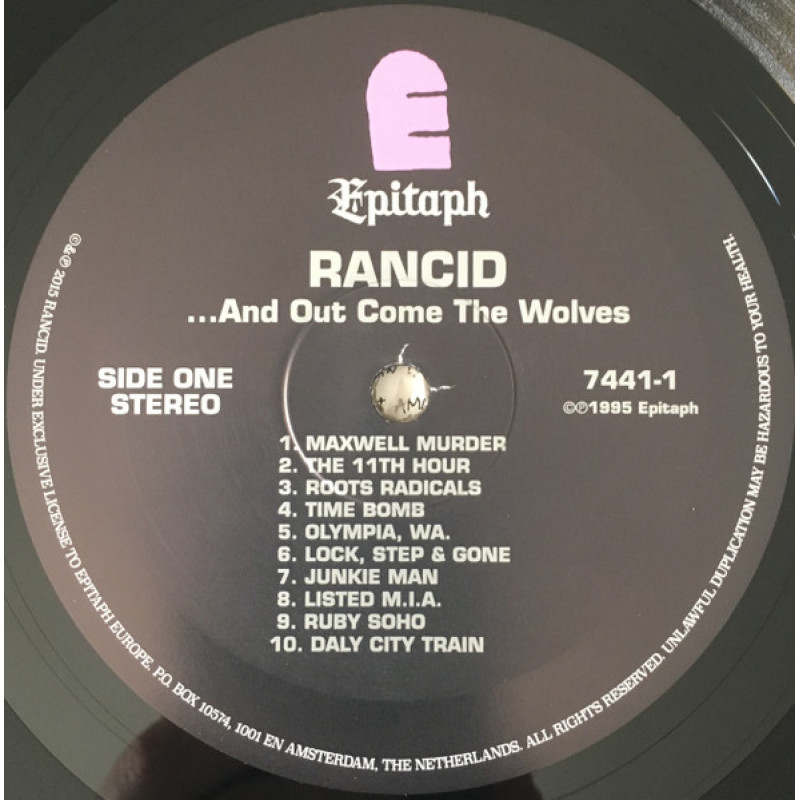 Epitaph
RANCID
...And Out Come The Wolves
SIDE ONE
STEREO
7441-1
©℗1995 Epitaph
1. MAXWELL MURDER
2. THE 11TH HOUR
3. ROOTS RADICALS
4. TIME BOMB
5. OLYMPIA, WA.
6. LOCK, STEP & GONE
7. JUNKIE MAN
8. LISTED M.I.A.
9. RUBY SOHO
10. DALY CITY TRAIN
©&℗ 2015 RANCID. UNDER EXCLUSIVE LICENSE TO EPITAPH EUROPE. P.O. BOX 10574, 1001 EN AMSTERDAM, THE NETHERLANDS. ALL RIGHTS RESERVED. UNLAWFUL DUPLICATION MAY BE HAZARDOUS TO YOUR HEALTH.